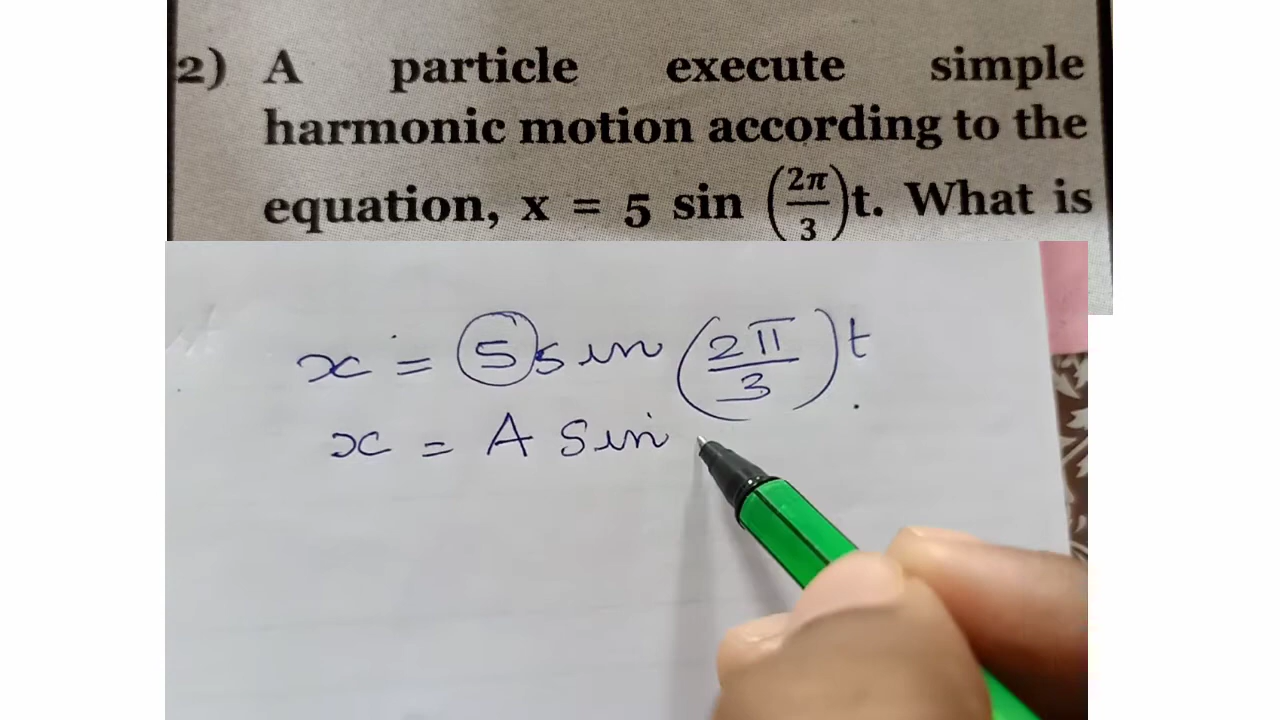 2) A particle execute simple
harmonic motion according to the
equation, x = 5 sin (2π/3)t. What is
x = 5 sin (2π/3) t
x = A sin